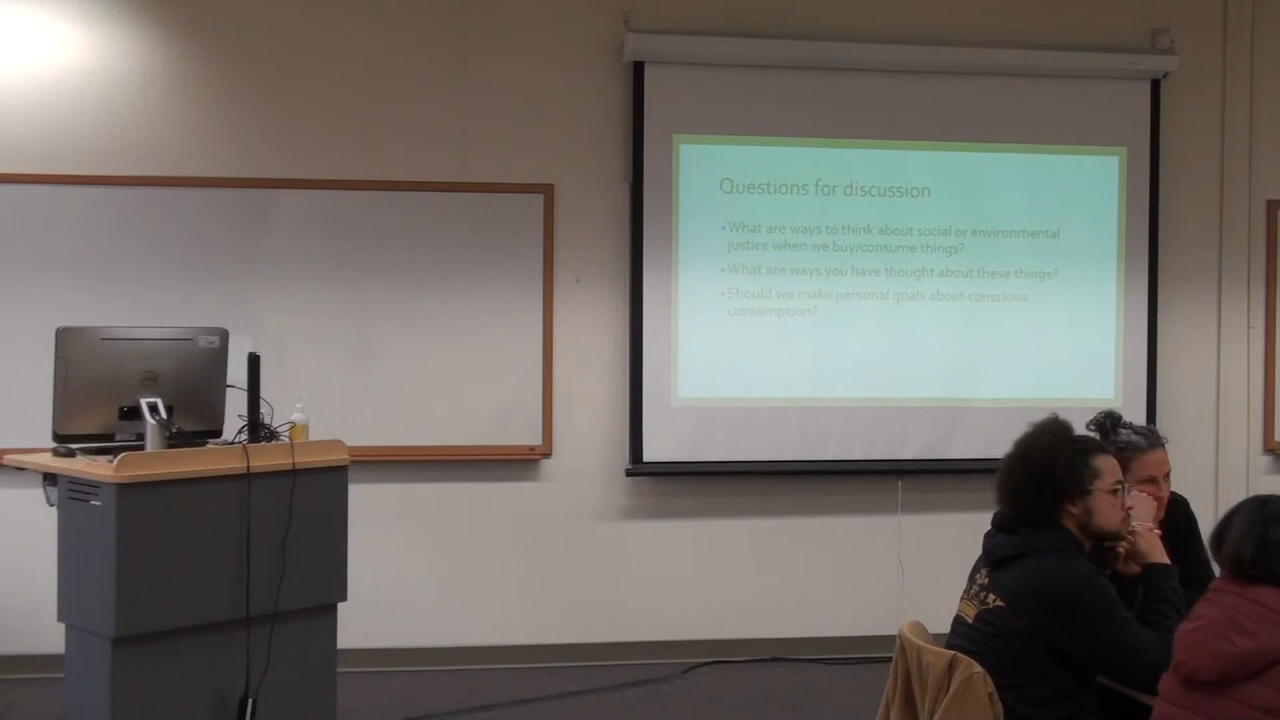 Questions for discussion
•What are ways to think about social or environmental
justice when we buy/consume things?
•What are ways you have thought about these things?
•Should we make personal goals about conscious
consumption?